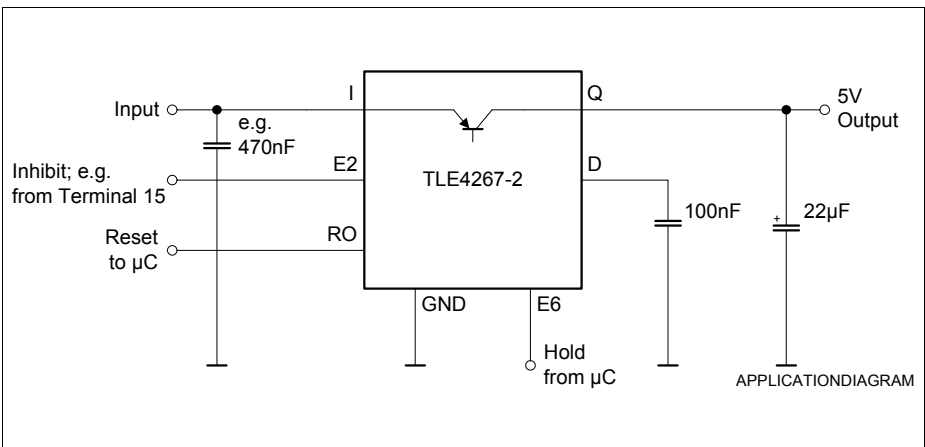 I
Q
Input
5V
Output
e.g.
470nF
Inhibit; e.g.
from Terminal 15
E2
TLE4267-2
D
100nF
+
22µF
Reset
to µC
RO
GND
E6
Hold
from µC
APPLICATIONDIAGRAM